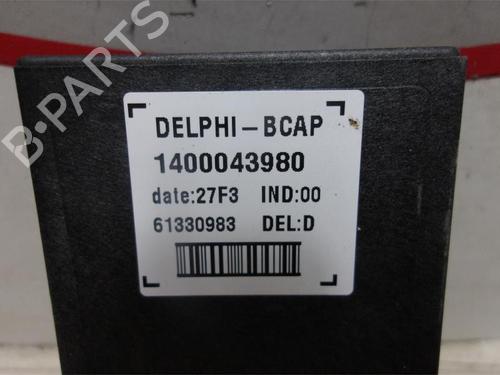 DELPHI-BCAP
1400043980
date:27F3 IND:00
61330983 DEL:D
B-PARTS